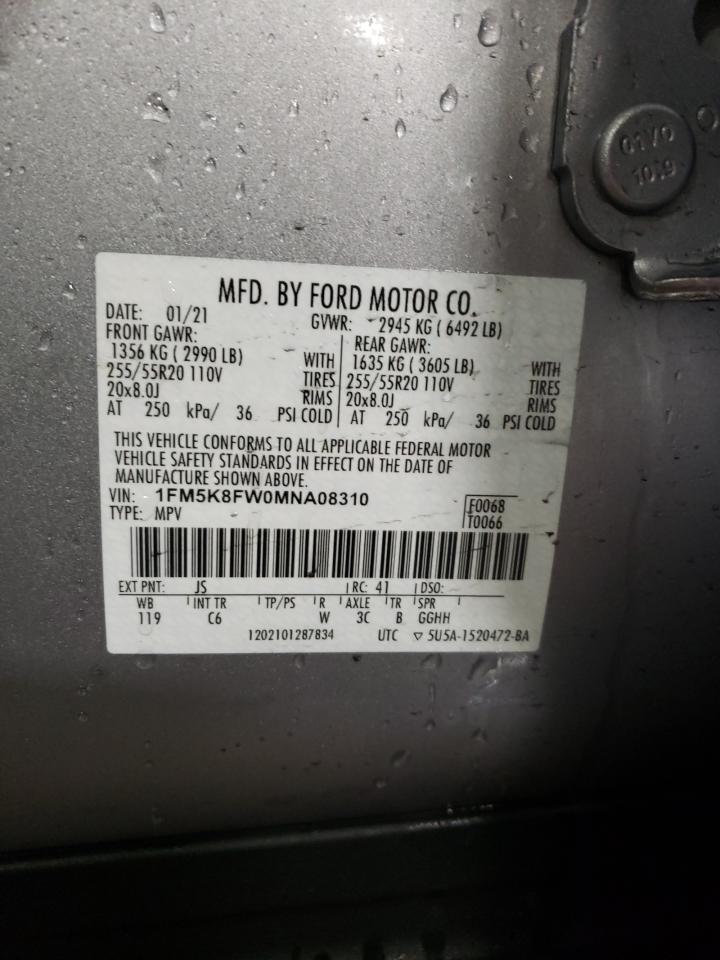 01VO
10.9
MFD. BY FORD MOTOR CO.
DATE: 01/21 GVWR: 2945 KG ( 6492 LB)
FRONT GAWR: REAR GAWR:
1356 KG ( 2990 LB) WITH 1635 KG ( 3605 LB) WITH
255/55R20 110V TIRES 255/55R20 110V TIRES
20x8.0J RIMS 20x8.0J RIMS
AT 250 kPa/ 36 PSI COLD AT 250 kPa/ 36 PSI COLD
THIS VEHICLE CONFORMS TO ALL APPLICABLE FEDERAL MOTOR
VEHICLE SAFETY STANDARDS IN EFFECT ON THE DATE OF
MANUFACTURE SHOWN ABOVE.
VIN: 1FM5K8FW0MNA08310 F0068
TYPE: MPV T0066
EXT PNT: JS RC: 41 DSO:
WB INT TR TP/PS R AXLE TR SPR
119 C6 W 3C B GGHH
1202101287834 UTC ▽ 5U5A-1520472-BA